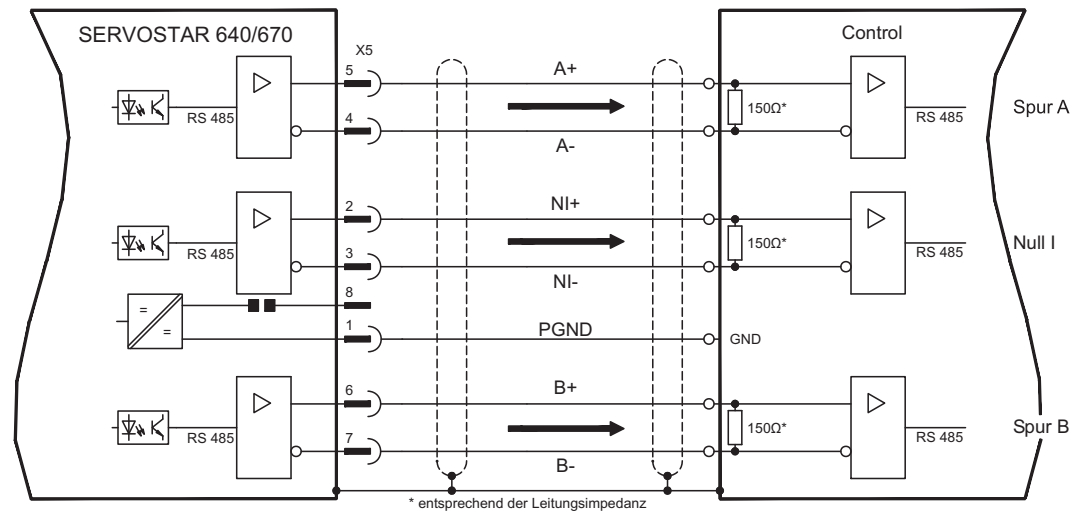 SERVOSTAR 640/670
X5
Control
5
A+
RS 485
150Ω*
RS 485
Spur A
4
A-
2
NI+
RS 485
150Ω*
RS 485
Null I
3
NI-
8
=
=
1
PGND
GND
6
B+
RS 485
150Ω*
RS 485
Spur B
7
B-
* entsprechend der Leitungsimpedanz